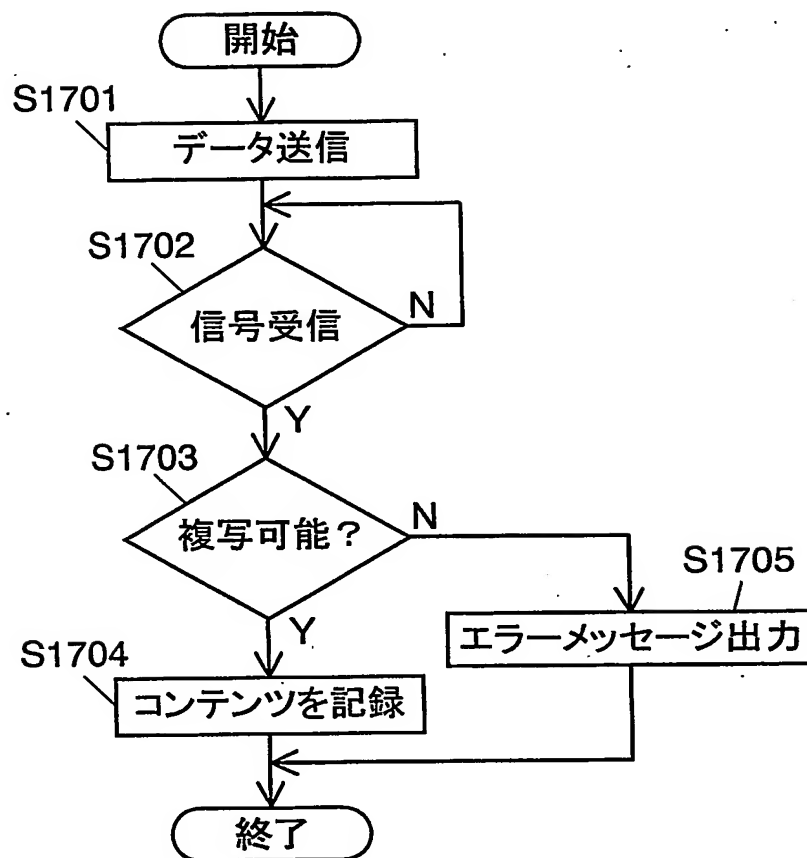 開始
S1701
データ送信
S1702
信号受信
N
Y
S1703
複写可能?
N
S1705
エラーメッセージ出力
Y
S1704
コンテンツを記録
終了